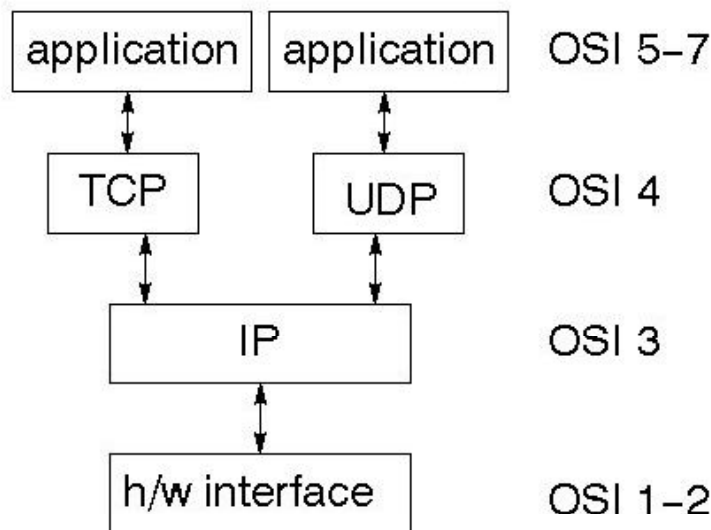 application application OSI 5–7
TCP UDP OSI 4
IP OSI 3
h/w interface OSI 1–2